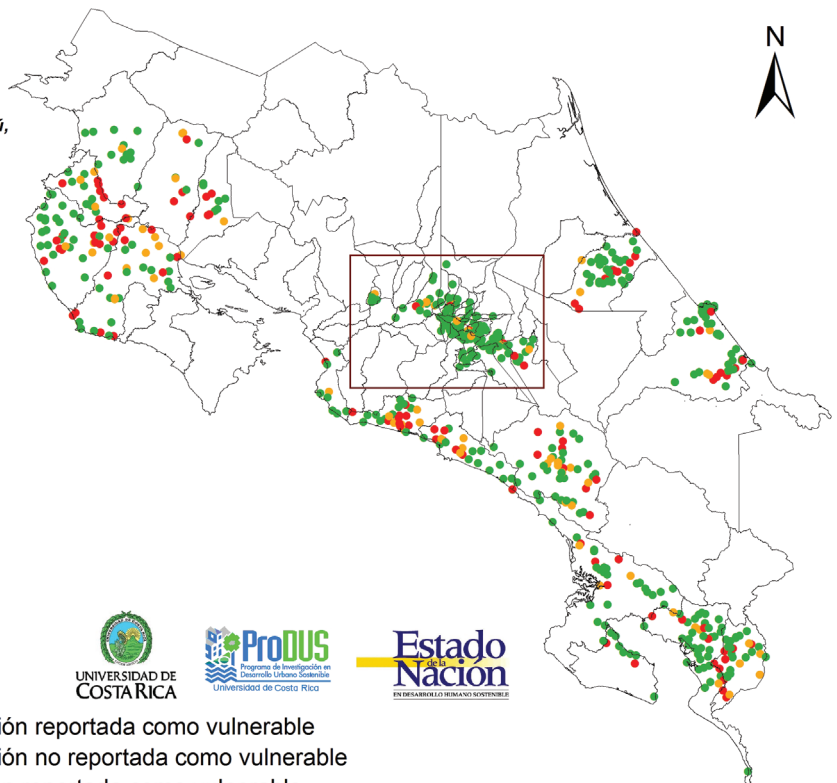 N
UNIVERSIDAD DE
COSTA RICA
ProDUS
Programa de Investigación en
Desarrollo Urbano Sostenible
Universidad de Costa Rica
Estado
de la
Nación
EN DESARROLLO HUMANO SOSTENIBLE
ión reportada como vulnerable
ión no reportada como vulnerable